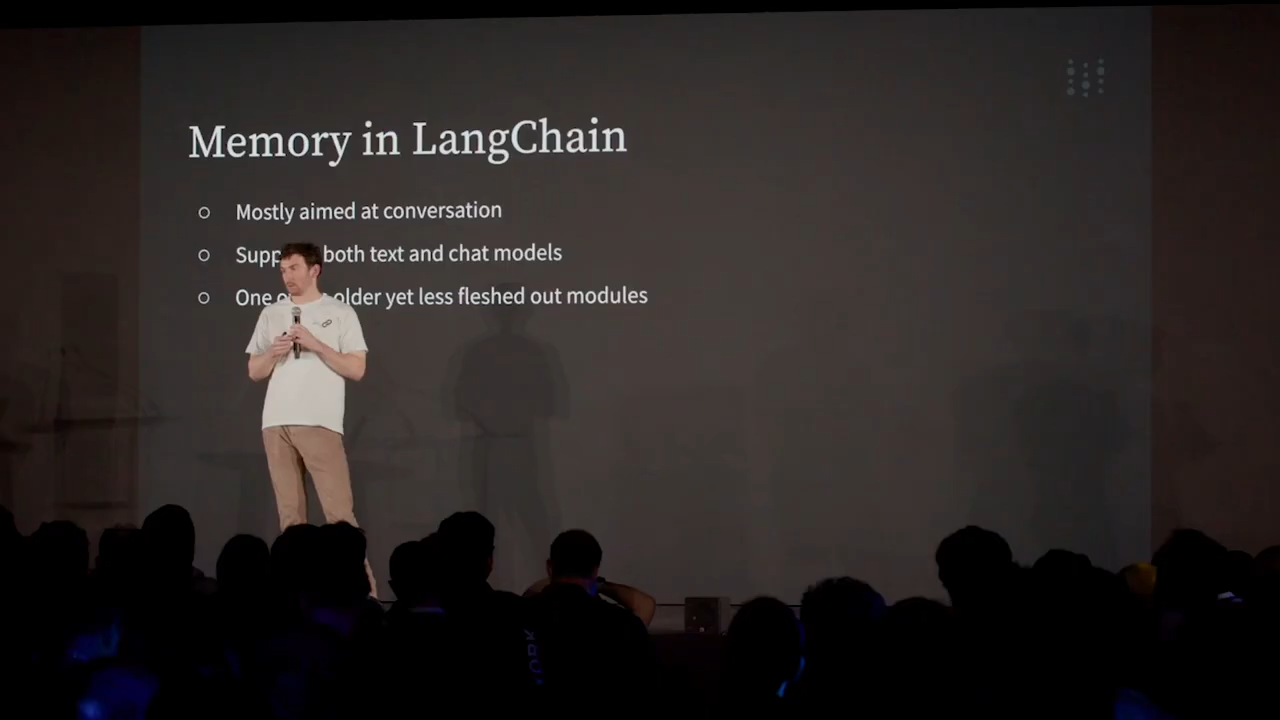 Memory in LangChain
Mostly aimed at conversation
Supp both text and chat models
One o older yet less fleshed out modules